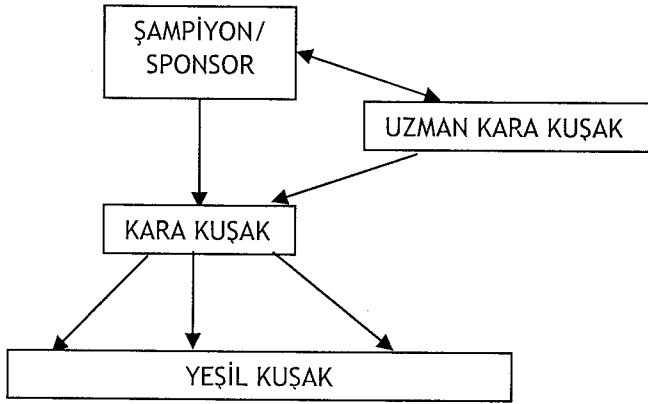 ŞAMPİYON/
SPONSOR
UZMAN KARA KUŞAK
KARA KUŞAK
YEŞİL KUŞAK